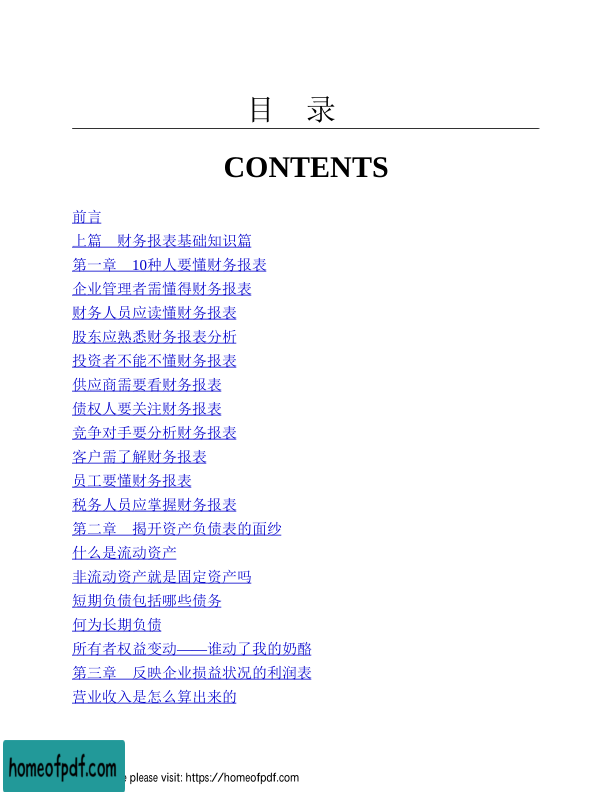 目 录
CONTENTS
前言
上篇 财务报表基础知识篇
第一章 10种人要懂财务报表
企业管理者需懂得财务报表
财务人员应读懂财务报表
股东应熟悉财务报表分析
投资者不能不懂财务报表
供应商需要看财务报表
债权人要关注财务报表
竞争对手要分析财务报表
客户需了解财务报表
员工要懂财务报表
税务人员应掌握财务报表
第二章 揭开资产负债表的面纱
什么是流动资产
非流动资产就是固定资产吗
短期负债包括哪些债务
何为长期负债
所有者权益变动——谁动了我的奶酪
第三章 反映企业损益状况的利润表
营业收入是怎么算出来的
homeofpdf.com
e please visit: https://homeofpdf.com